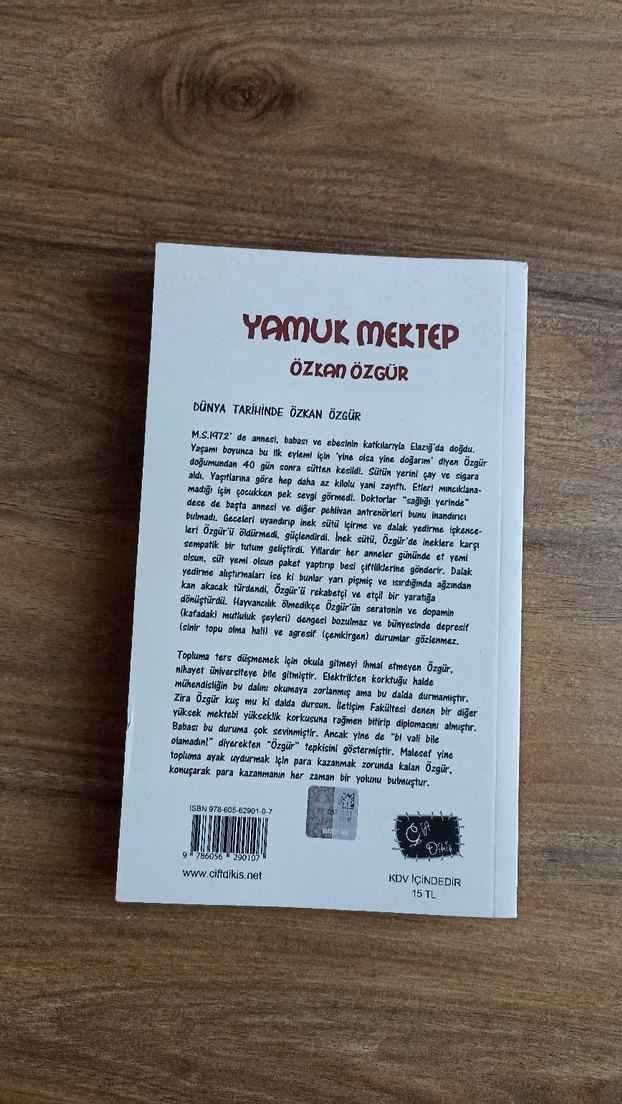 YAMUK MEKTEP
ÖZKAN ÖZGÜR
DÜNYA TARİHİNDE ÖZKAN ÖZGÜR
M.S.1972' de annesi, babası ve ebesinin katkılarıyla Elazığ'da doğdu.
Yaşamı boyunca bu ilk eylemi için 'yine olsa yine doğarım' diyen Özgür
doğumundan 40 gün sonra sütten kesildi. Sütün yerini çay ve sigara
aldı. Yaşıtlarına göre hep daha az kilolu yani zayıftı. Etleri mıncıklana-
madığı için çocukken pek sevgi görmedi. Doktorlar "sağlığı yerinde"
dese de başta annesi ve diğer pehlivan antrenörleri bunu inandırıcı
bulmadı. Geceleri uyandırıp inek sütü içirme ve dalak yedirme işkence-
leri Özgür'ü öldürmedi, güçlendirdi. İnek sütü, Özgür'de ineklere karşı
sempatik bir tutum geliştirdi. Yıllardır her anneler gününde et yemi
olsun, süt yemi olsun paket yaptırıp besi çiftliklerine gönderir. Dalak
yedirme alıştırmaları ise ki bunlar yarı pişmiş ve ısırdığında ağzından
kan akacak türdendi, Özgür'ü rekabetçi ve etçil bir yaratığa
dönüştürdü. Hayvancılık ölmedikçe Özgür'ün seratonin ve dopamin
(kafadaki mutluluk şeyleri) dengesi bozulmaz ve bünyesinde depresif
(sinir topu olma hali) ve agresif (çemkirgen) durumlar gözlenmez.
Topluma ters düşmemek için okula gitmeyi ihmal etmeyen Özgür,
nihayet üniversiteye bile gitmiştir. Elektrikten korktuğu halde
mühendisliğin bu dalını okumaya zorlanmış ama bu dalda durmamıştır.
Zira Özgür kuş mu ki dalda dursun. İletişim Fakültesi denen bir diğer
yüksek mektebi yükseklik korkusuna rağmen bitirip diplomasını almıştır.
Babası bu duruma çok sevinmiştir. Ancak yine de "bi vali bile
olamadın!" diyerekten "Özgür" tepkisini göstermiştir. Malesef yine
topluma ayak uydurmak için para kazanmak zorunda kalan Özgür,
konuşarak para kazanmanın her zaman bir yolunu bulmuştur.
ISBN 978-605-62901-0-7
9 786056 290107
www.ciftdikis.net
Çift
Dikiş
KDV İÇİNDEDİR
15 TL